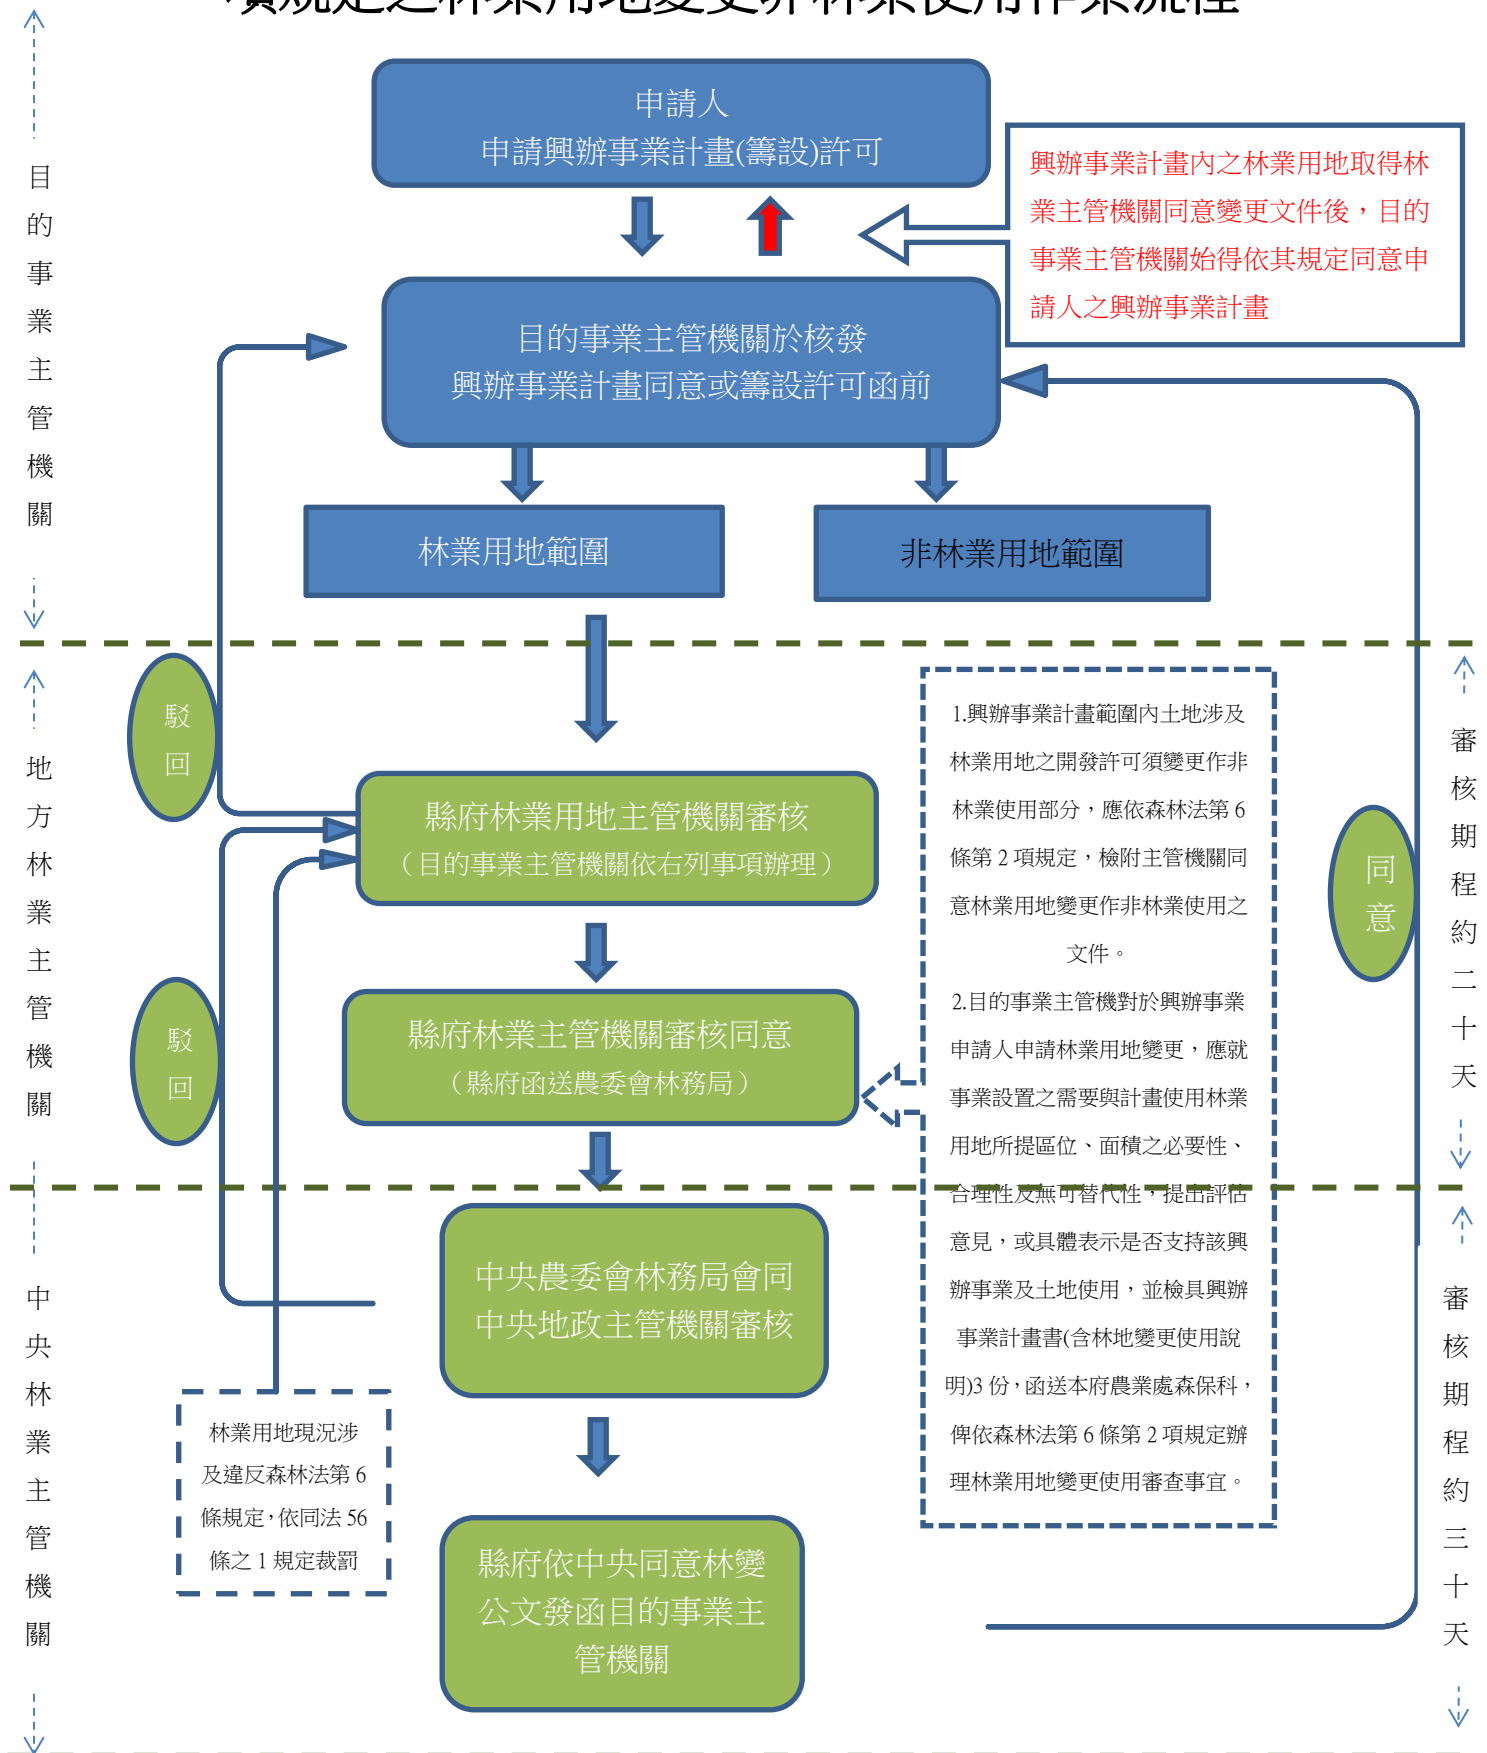 項規定之林業用地變更非林業使用作業流程
申請人
申請興辦事業計畫(籌設)許可
興辦事業計畫內之林業用地取得林
業主管機關同意變更文件後，目的
事業主管機關始得依其規定同意申
請人之興辦事業計畫
目的事業主管機關
目的事業主管機關於核發
興辦事業計畫同意或籌設許可函前
林業用地範圍
非林業用地範圍
駁
回
地方林業主管機關
縣府林業用地主管機關審核
（目的事業主管機關依右列事項辦理）
1.興辦事業計畫範圍內土地涉及
林業用地之開發許可須變更作非
林業使用部分，應依森林法第 6
條第 2 項規定，檢附主管機關同
意林業用地變更作非林業使用之
文件。
2.目的事業主管機對於興辦事業
申請人申請林業用地變更，應就
事業設置之需要與計畫使用林業
用地所提區位、面積之必要性、
合理性及無可替代性，提出評估
意見，或具體表示是否支持該興
辦事業及土地使用，並檢具興辦
事業計畫書(含林地變更使用說
明)3 份，函送本府農業處森保科，
俾依森林法第 6 條第 2 項規定辦
理林業用地變更使用審查事宜。
同
意
審核期程約二十天
駁
回
縣府林業主管機關審核同意
（縣府函送農委會林務局）
中央林業主管機關
中央農委會林務局會同
中央地政主管機關審核
審核期程約三十天
林業用地現況涉
及違反森林法第 6
條規定，依同法 56
條之 1 規定裁罰
縣府依中央同意林變
公文發函目的事業主
管機關